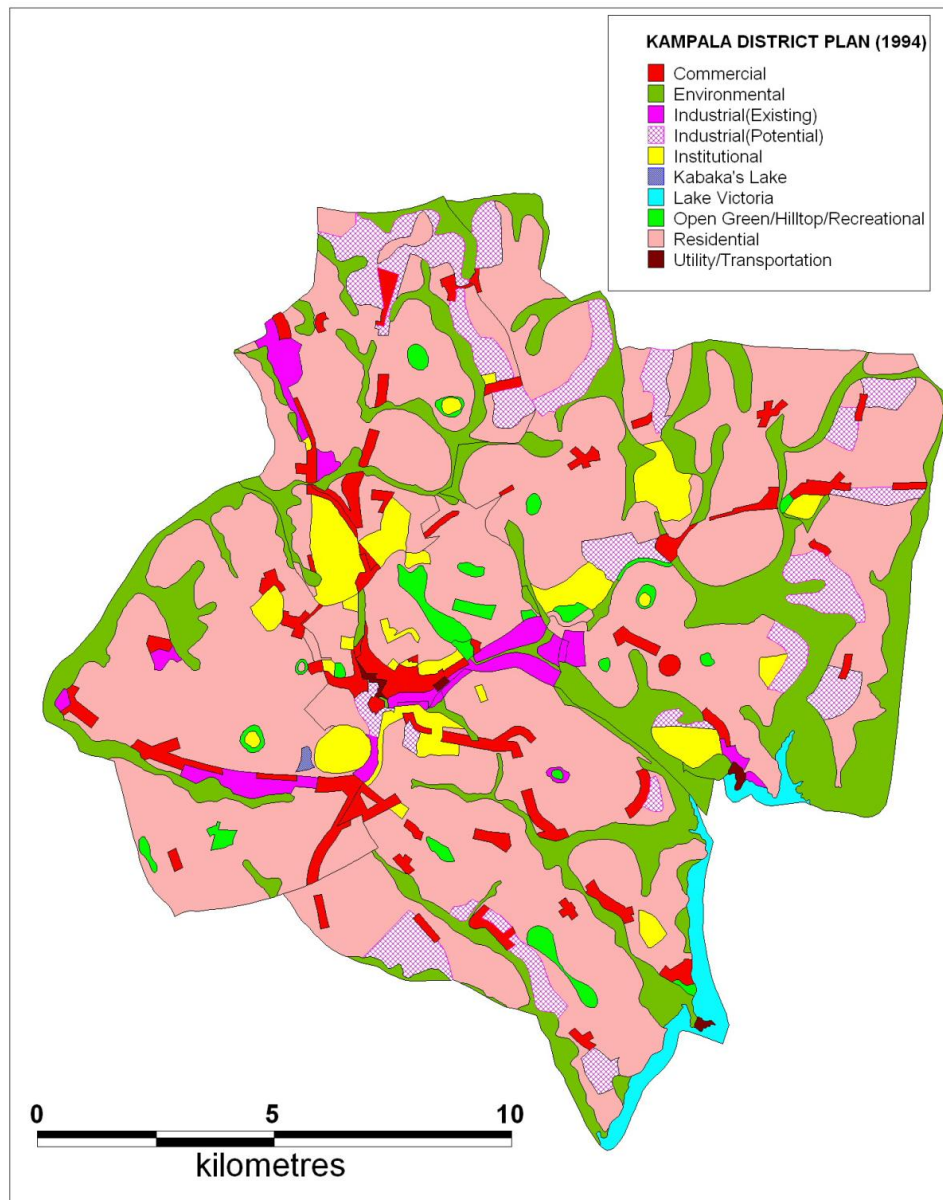 KAMPALA DISTRICT PLAN (1994)
Commercial
Environmental
Industrial(Existing)
Industrial(Potential)
Institutional
Kabaka's Lake
Lake Victoria
Open Green/Hilltop/Recreational
Residential
Utility/Transportation
0 5 10
kilometres